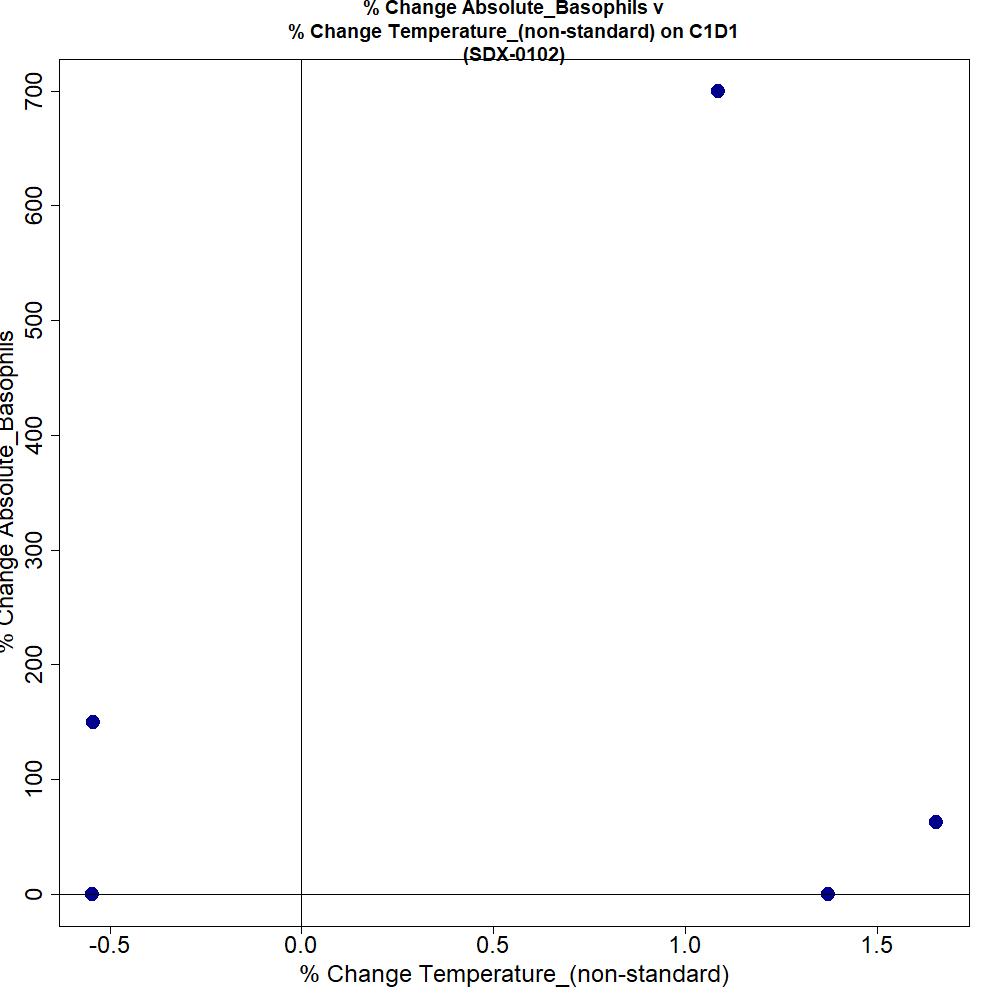 % Change Absolute_Basophils v
% Change Temperature_(non-standard) on C1D1
(SDX-0102)
% Change Absolute_Basophils
700
600
500
400
300
200
100
0
-0.5
0.0
0.5
1.0
1.5
% Change Temperature_(non-standard)